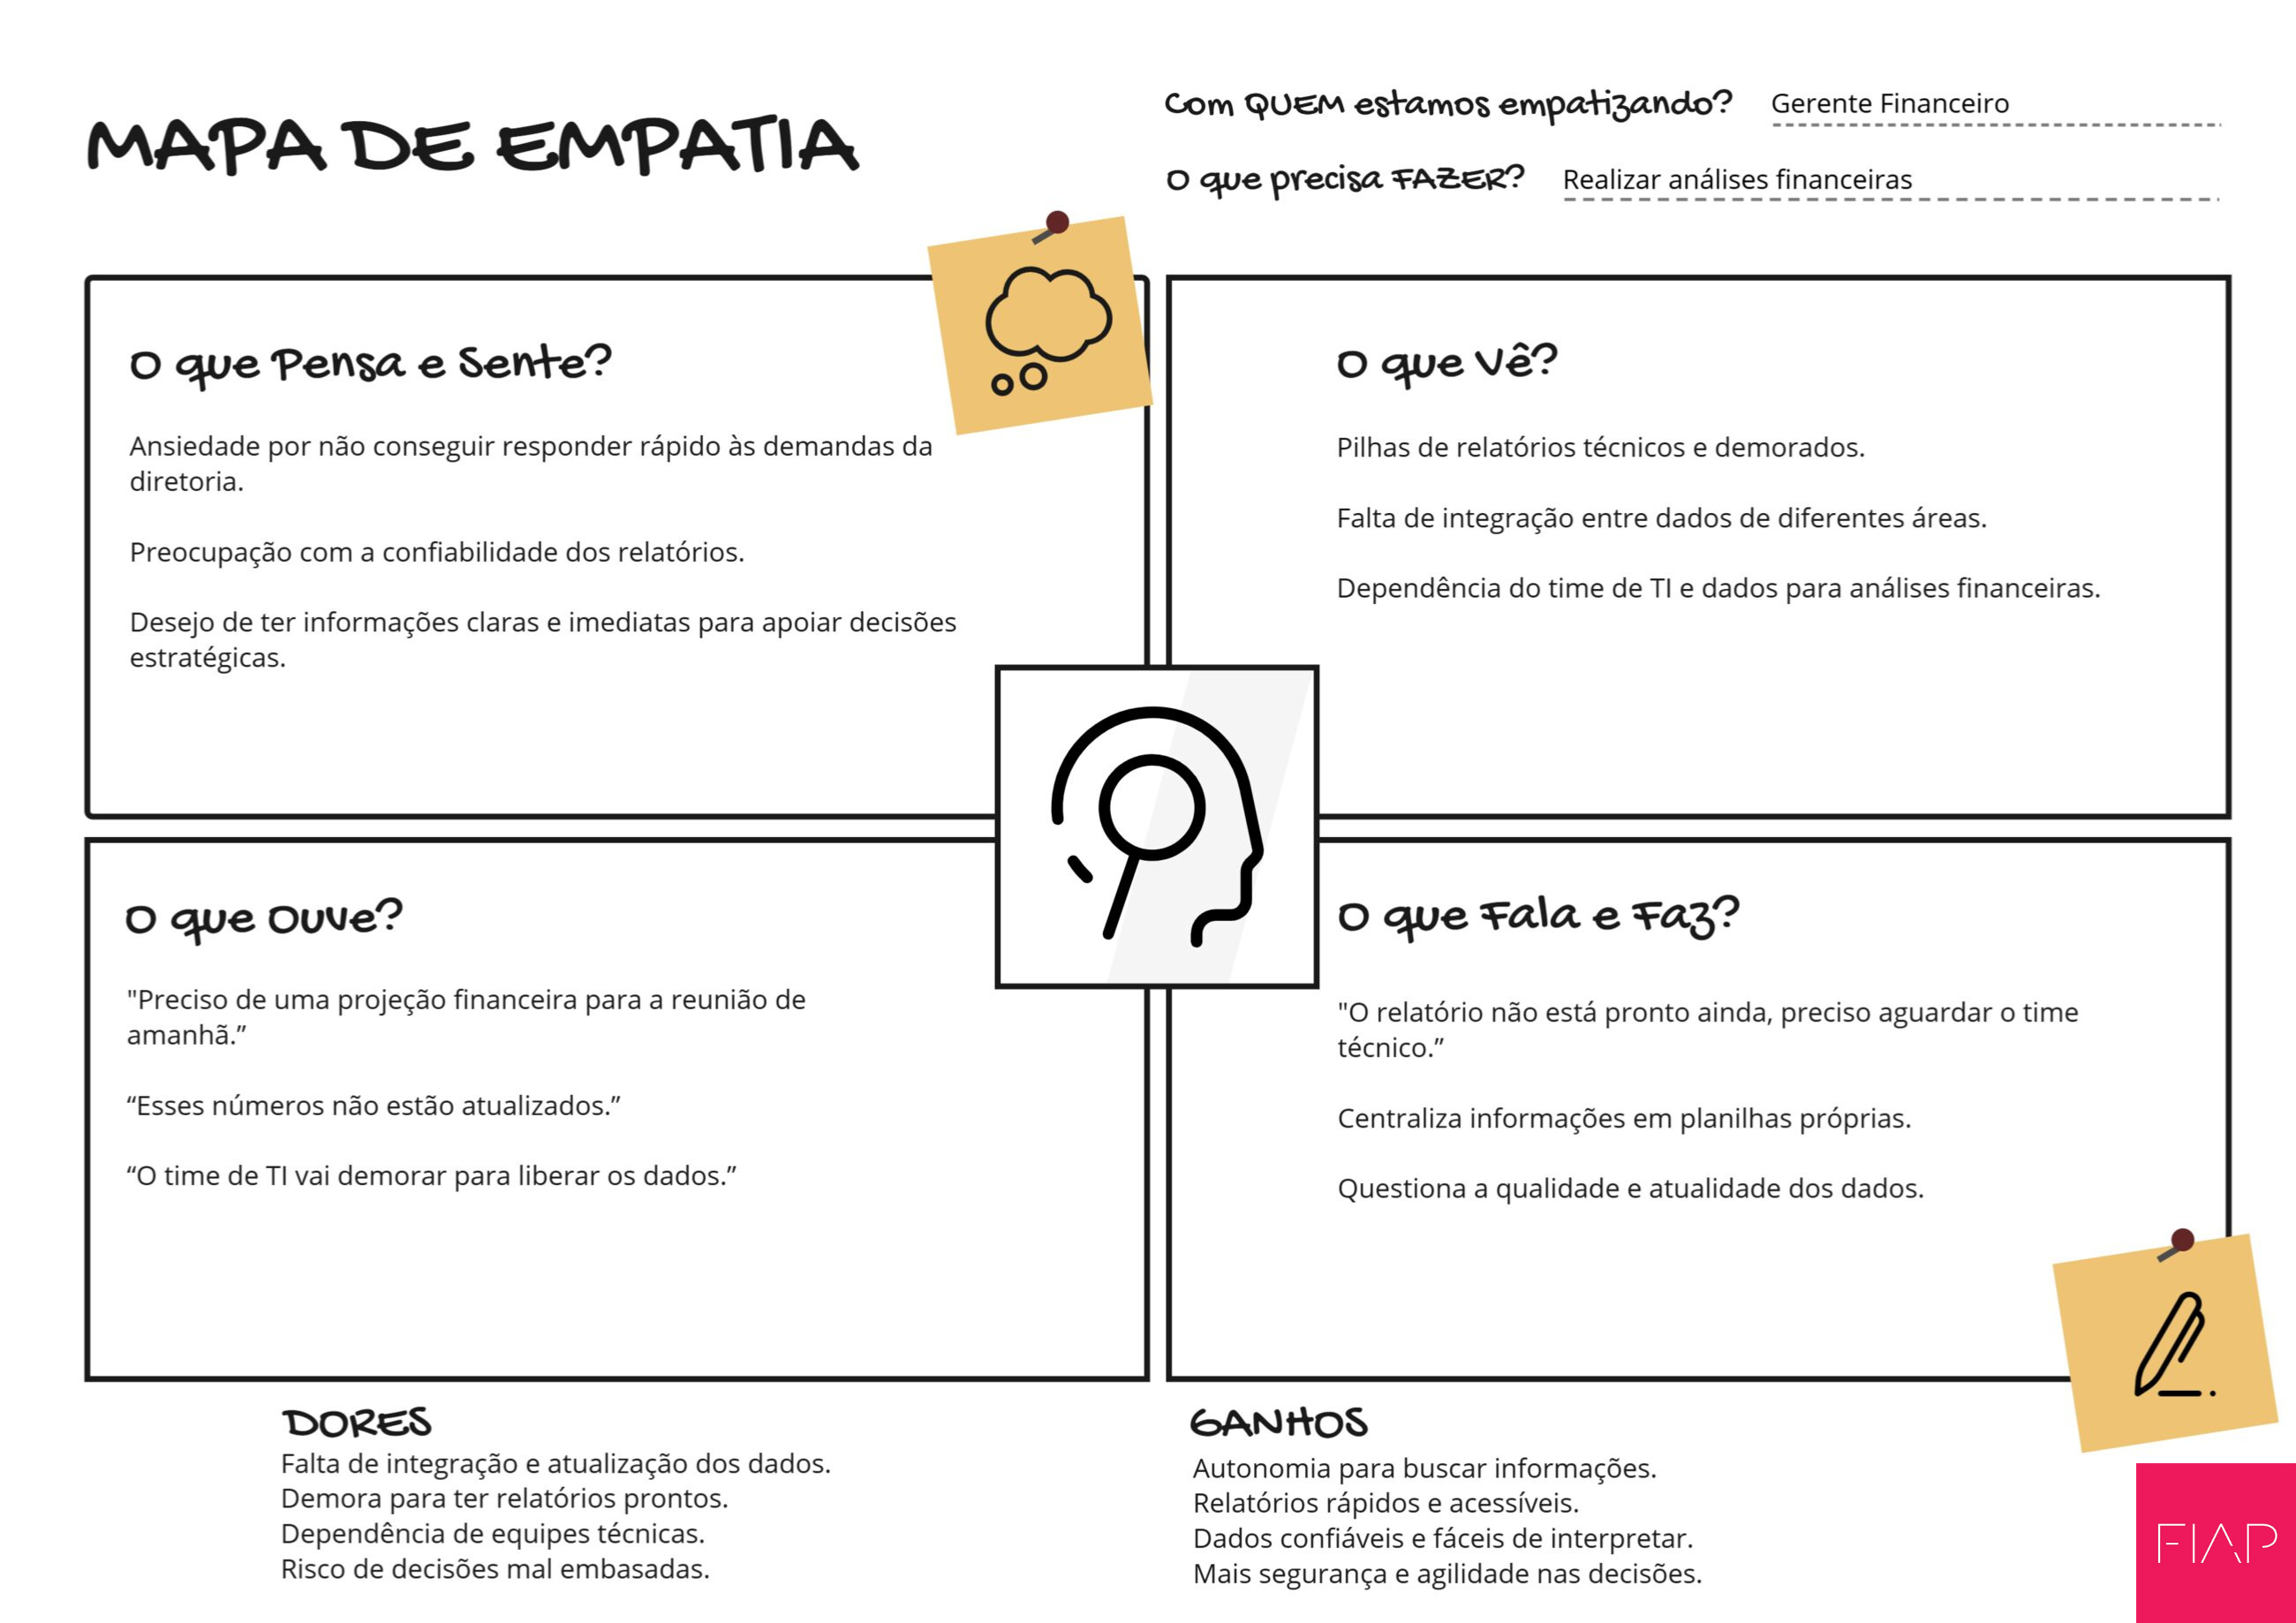 MAPA DE EMPATIA
Com QUEM estamos empatizando? Gerente Financeiro
O que precisa FAZER? Realizar análises financeiras
O que Pensa e Sente?
Ansiedade por não conseguir responder rápido às demandas da
diretoria.
Preocupação com a confiabilidade dos relatórios.
Desejo de ter informações claras e imediatas para apoiar decisões
estratégicas.
O que Vê?
Pilhas de relatórios técnicos e demorados.
Falta de integração entre dados de diferentes áreas.
Dependência do time de TI e dados para análises financeiras.
O que Ouve?
"Preciso de uma projeção financeira para a reunião de
amanhã.”
“Esses números não estão atualizados.”
“O time de TI vai demorar para liberar os dados.”
O que Fala e Faz?
"O relatório não está pronto ainda, preciso aguardar o time
técnico.”
Centraliza informações em planilhas próprias.
Questiona a qualidade e atualidade dos dados.
DORES
Falta de integração e atualização dos dados.
Demora para ter relatórios prontos.
Dependência de equipes técnicas.
Risco de decisões mal embasadas.
GANHOS
Autonomia para buscar informações.
Relatórios rápidos e acessíveis.
Dados confiáveis e fáceis de interpretar.
Mais segurança e agilidade nas decisões.
FIAP